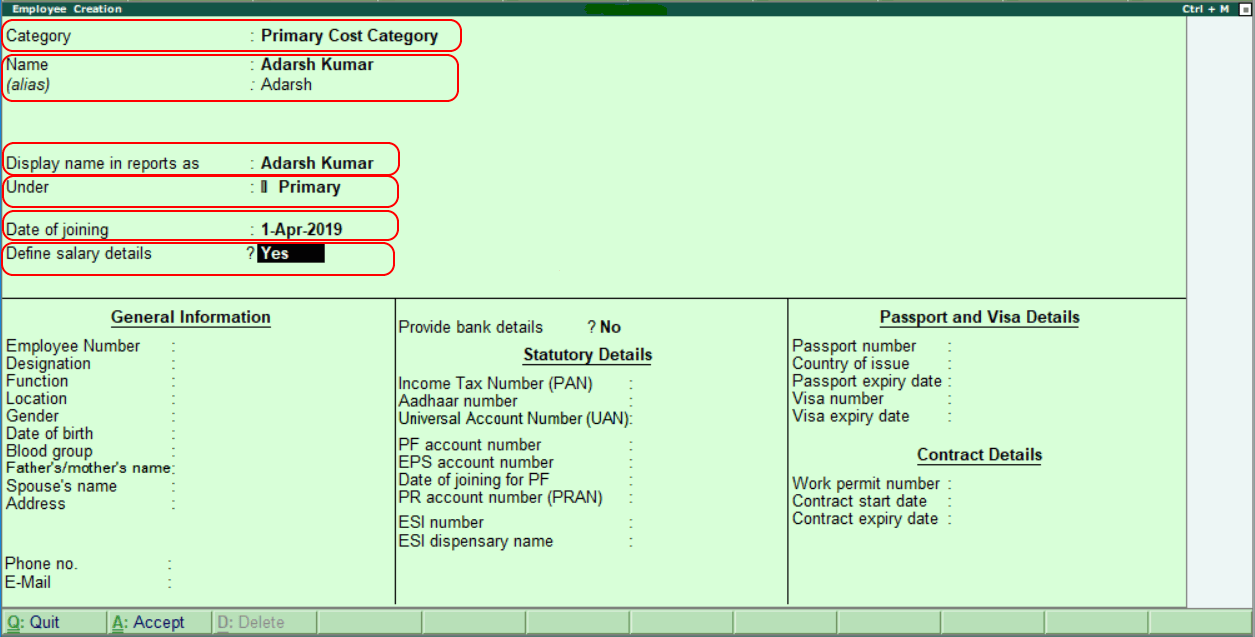 Employee Creation Ctrl + M
Category : Primary Cost Category
Name : Adarsh Kumar
(alias) : Adarsh
Display name in reports as : Adarsh Kumar
Under : Primary
Date of joining : 1-Apr-2019
Define salary details ? Yes
General Information
Employee Number :
Designation :
Function :
Location :
Gender :
Date of birth :
Blood group :
Father's/mother's name:
Spouse's name :
Address :
Phone no. :
E-Mail :
Provide bank details ? No
Statutory Details
Income Tax Number (PAN) :
Aadhaar number :
Universal Account Number (UAN):
PF account number :
EPS account number :
Date of joining for PF :
PR account number (PRAN) :
ESI number :
ESI dispensary name :
Passport and Visa Details
Passport number :
Country of issue :
Passport expiry date :
Visa number :
Visa expiry date :
Contract Details
Work permit number :
Contract start date :
Contract expiry date :
Q: Quit A: Accept D: Delete